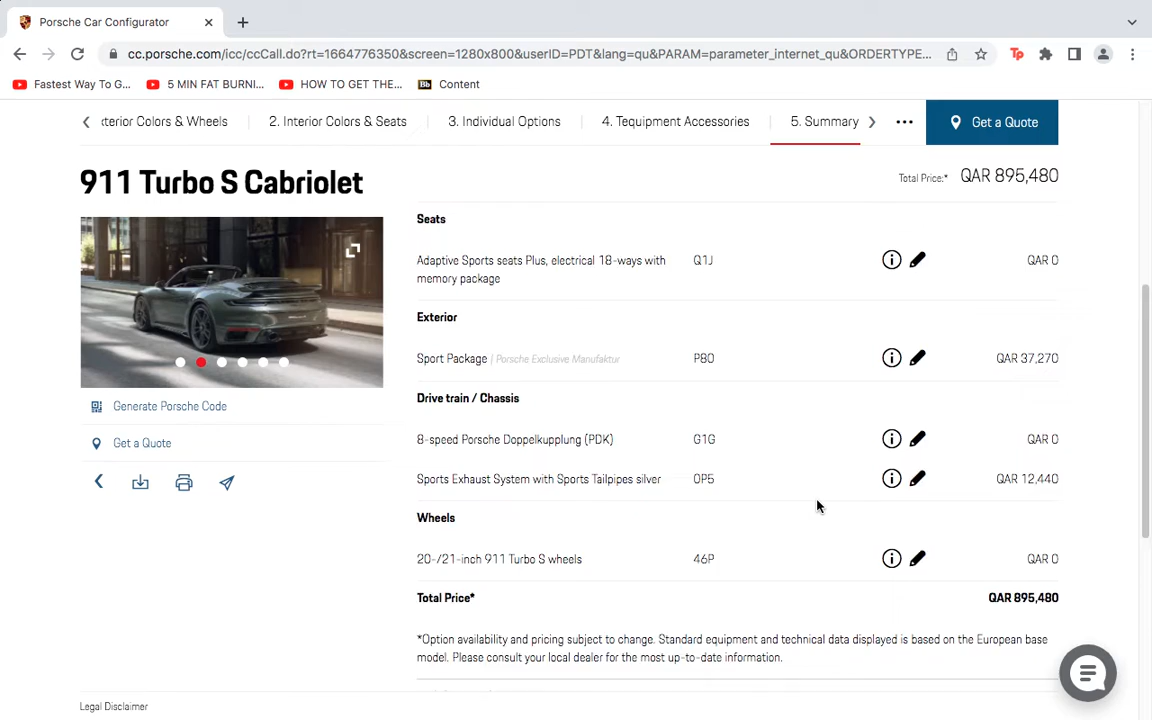 Porsche Car Configurator
cc.porsche.com/icc/ccCall.do?rt=1664776350&screen=1280x800&userID=PDT&lang=qu&PARAM=parameter_internet_qu&ORDERTYPE...
Fastest Way To G...
5 MIN FAT BURNI...
HOW TO GET THE...
Bb Content
xterior Colors & Wheels
2. Interior Colors & Seats
3. Individual Options
4. Tequipment Accessories
5. Summary
Get a Quote
911 Turbo S Cabriolet
Total Price:* QAR 895,480
Seats
Adaptive Sports seats Plus, electrical 18-ways with
memory package
Q1J
QAR 0
Exterior
Sport Package | Porsche Exclusive Manufaktur
P80
QAR 37,270
Drive train / Chassis
8-speed Porsche Doppelkupplung (PDK)
G1G
QAR 0
Sports Exhaust System with Sports Tailpipes silver
0P5
QAR 12,440
Wheels
20-/21-inch 911 Turbo S wheels
46P
QAR 0
Total Price*
QAR 895,480
*Option availability and pricing subject to change. Standard equipment and technical data displayed is based on the European base
model. Please consult your local dealer for the most up-to-date information.
Generate Porsche Code
Get a Quote
Legal Disclaimer